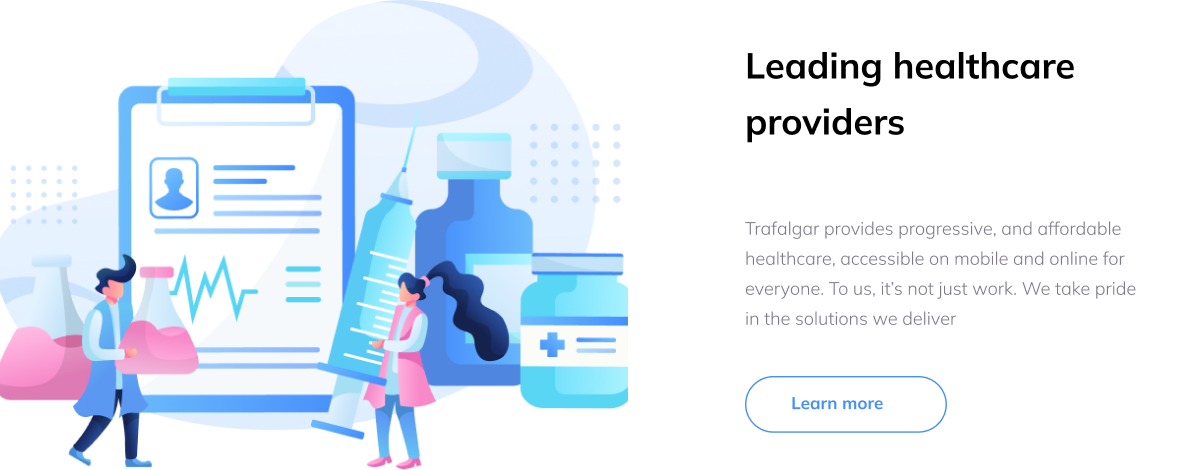 Leading healthcare
providers
Trafalgar provides progressive, and affordable
healthcare, accessible on mobile and online for
everyone. To us, it’s not just work. We take pride
in the solutions we deliver
Learn more